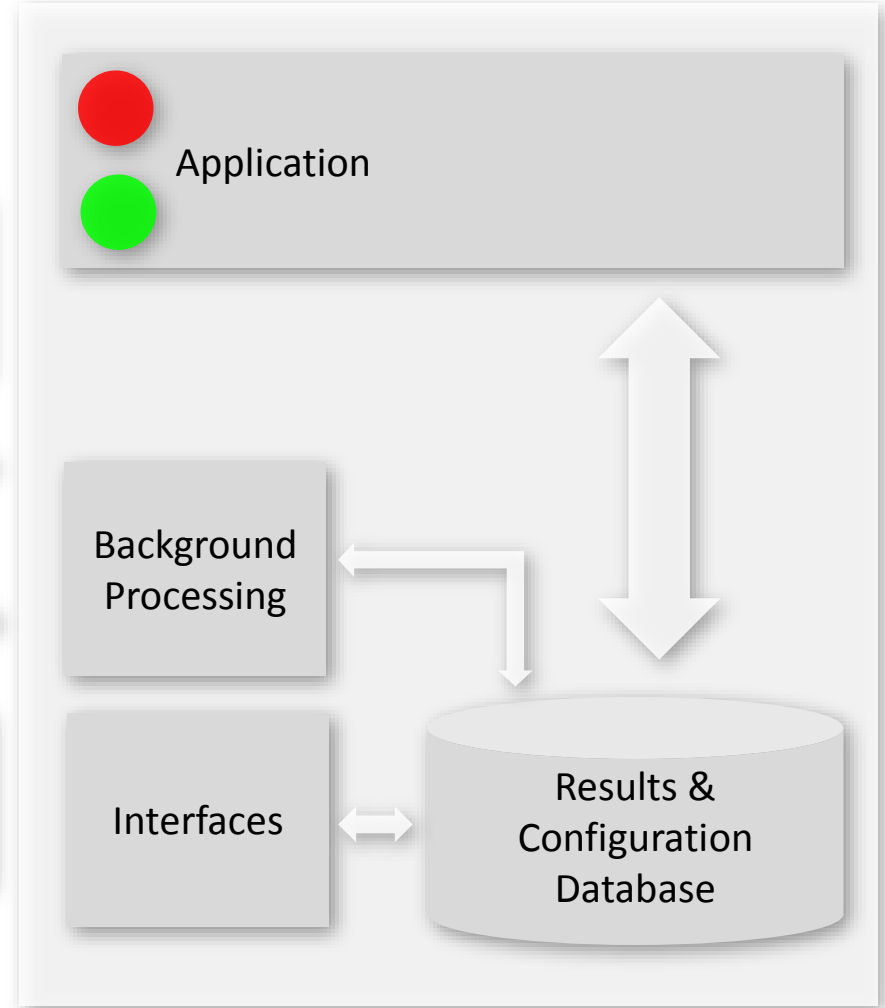 Application
Background
Processing
Interfaces
Results &
Configuration
Database